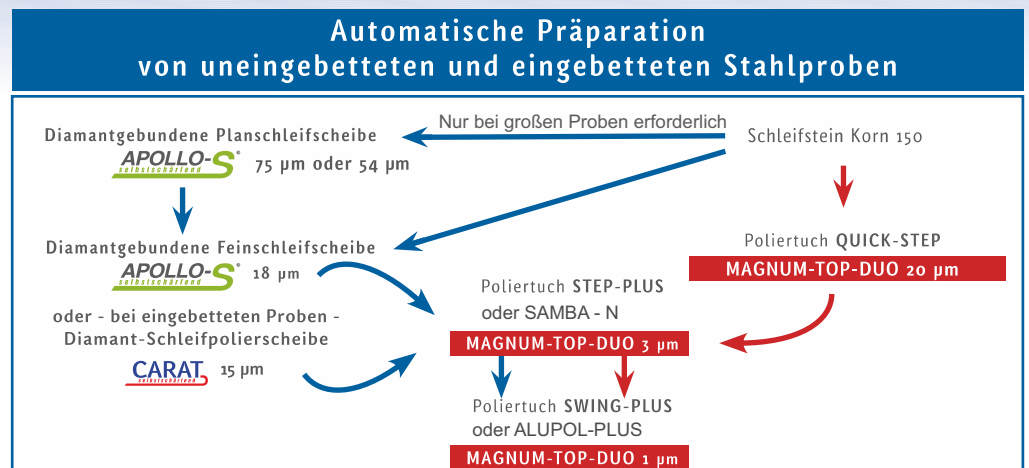 Automatische Präparation
von uneingebetteten und eingebetteten Stahlproben
Diamantgebundene Planschleifscheibe
APOLLO-S®
selbstschärfend
75 µm oder 54 µm
Nur bei großen Proben erforderlich
Schleifstein Korn 150
Diamantgebundene Feinschleifscheibe
APOLLO-S®
selbstschärfend
18 µm
oder - bei eingebetteten Proben -
Diamant-Schleifpolierscheibe
CARAT
selbstschärfend
15 µm
Poliertuch QUICK-STEP
MAGNUM-TOP-DUO 20 µm
Poliertuch STEP-PLUS
oder SAMBA - N
MAGNUM-TOP-DUO 3 µm
Poliertuch SWING-PLUS
oder ALUPOL-PLUS
MAGNUM-TOP-DUO 1 µm